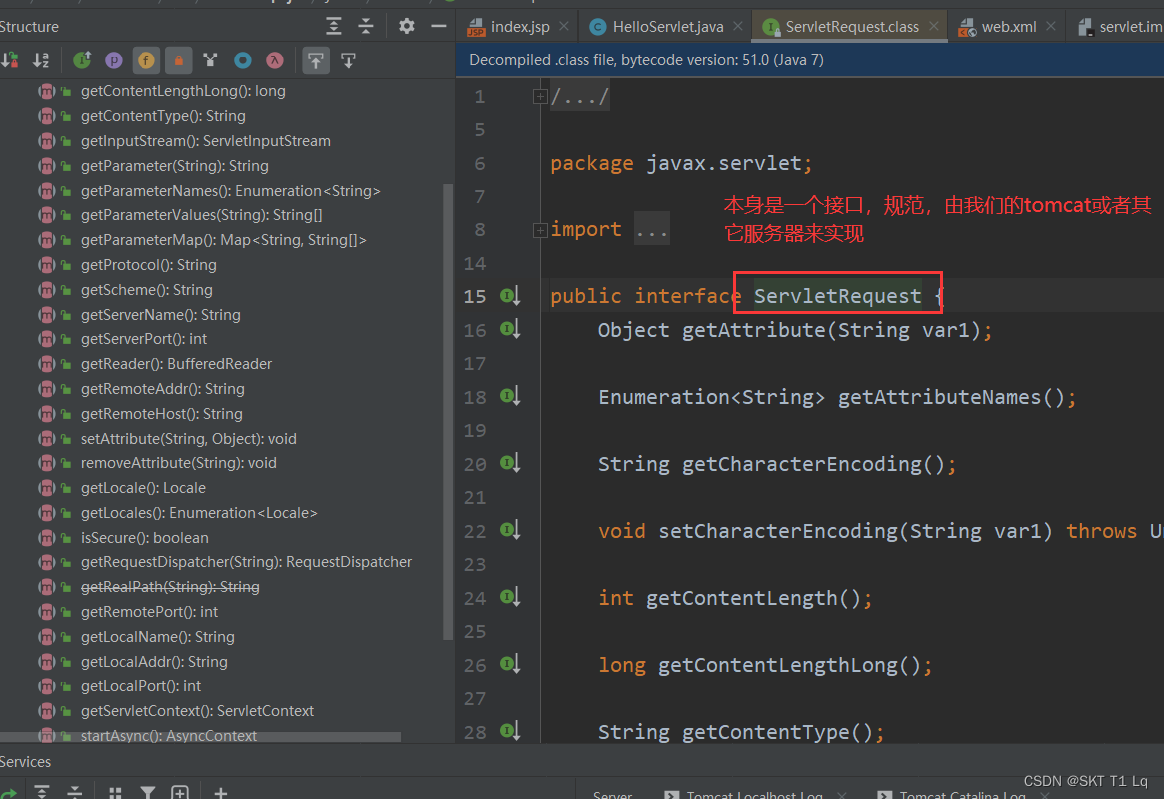 Structure
index.jsp
HelloServlet.java
ServletRequest.class
web.xml
servlet.im
Decompiled .class file, bytecode version: 51.0 (Java 7)
getContentLengthLong(): long
getContentType(): String
getInputStream(): ServletInputStream
getParameter(String): String
getParameterNames(): Enumeration<String>
getParameterValues(String): String[]
getParameterMap(): Map<String, String[]>
getProtocol(): String
getScheme(): String
getServerName(): String
getServerPort(): int
getReader(): BufferedReader
getRemoteAddr(): String
getRemoteHost(): String
setAttribute(String, Object): void
removeAttribute(String): void
getLocale(): Locale
getLocales(): Enumeration<Locale>
isSecure(): boolean
getRequestDispatcher(String): RequestDispatcher
getRealPath(String): String
getRemotePort(): int
getLocalName(): String
getLocalAddr(): String
getLocalPort(): int
getServletContext(): ServletContext
startAsync(): AsyncContext
1 /.../
5
6 package javax.servlet;
7
8 import ...
本身是一个接口，规范，由我们的tomcat或者其
它服务器来实现
14
15 public interface ServletRequest {
16 Object getAttribute(String var1);
17
18 Enumeration<String> getAttributeNames();
19
20 String getCharacterEncoding();
21
22 void setCharacterEncoding(String var1) throws U
23
24 int getContentLength();
25
26 long getContentLengthLong();
27
28 String getContentType();
Services
Server
Tomcat Localhost Log
Tomcat Catalina Log
CSDN @SKT T1 Lq